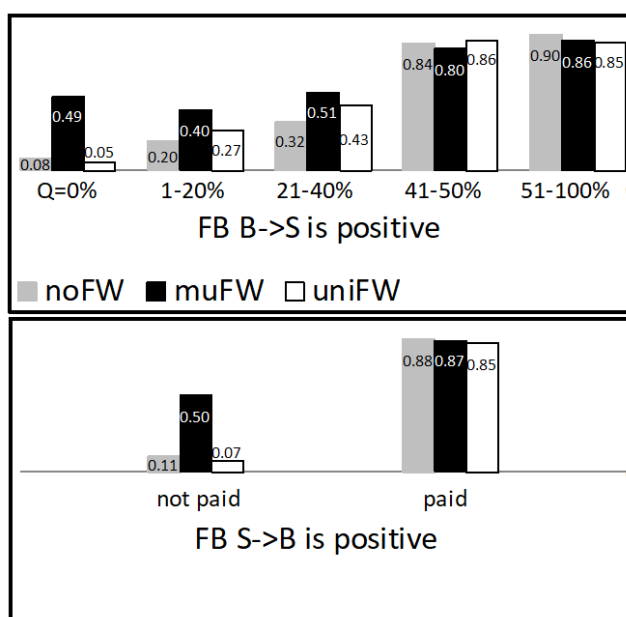 0.08 0.49 0.05 0.20 0.40 0.27 0.32 0.51 0.43 0.84 0.80 0.86 0.90 0.86 0.85
Q=0% 1-20% 21-40% 41-50% 51-100%
FB B->S is positive
noFW muFW uniFW
0.11 0.50 0.07 0.88 0.87 0.85
not paid paid
FB S->B is positive